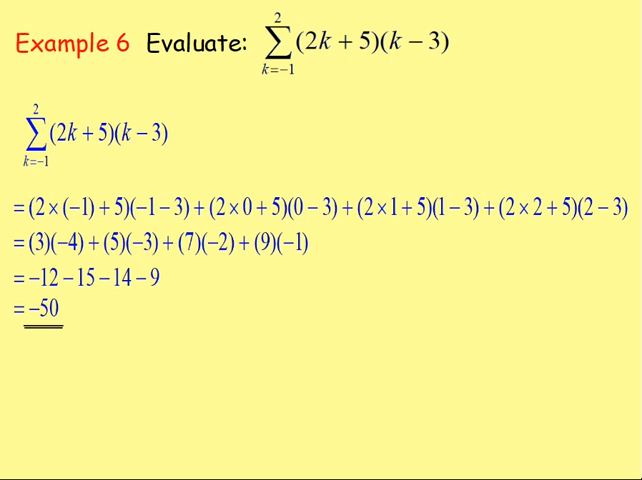 Example 6 Evaluate: \sum_{k=-1}^{2}(2k + 5)(k − 3)
\sum_{k=-1}^{2}(2k + 5)(k − 3)
= (2 × (−1) + 5)(−1 − 3) + (2 × 0 + 5)(0 − 3) + (2 × 1 + 5)(1 − 3) + (2 × 2 + 5)(2 − 3)
= (3)(−4) + (5)(−3) + (7)(−2) + (9)(−1)
= −12 − 15 − 14 − 9
= −50